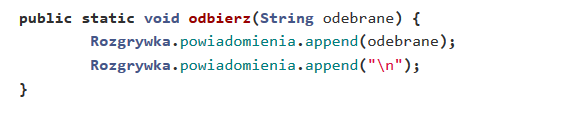 public static void odbierz(String odebrane) {
        Rozgrywka.powiadomienia.append(odebrane);
        Rozgrywka.powiadomienia.append("\n");
}